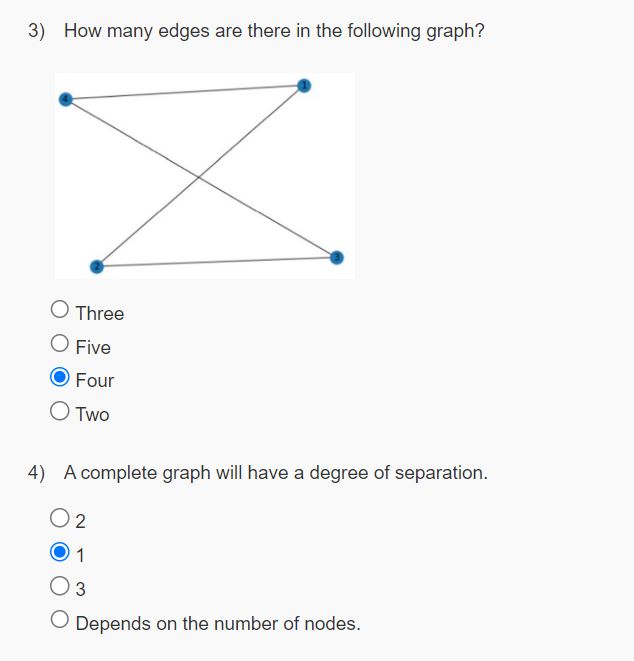 3) How many edges are there in the following graph?
4
1
2
3
Three
Five
Four
Two
4) A complete graph will have a degree of separation.
2
1
3
Depends on the number of nodes.